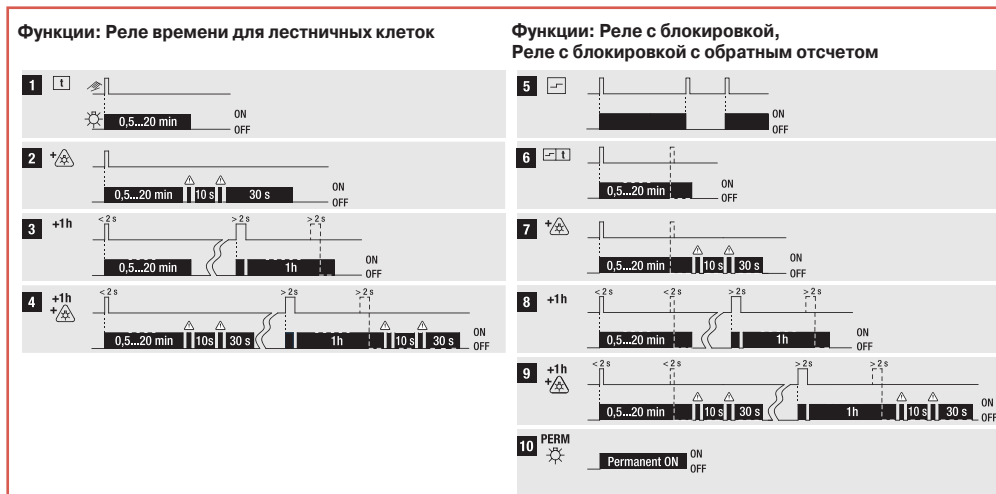 Функции: Реле времени для лестничных клеток
1 t
0,5...20 min ON
OFF
2 +
0,5...20 min 10 s 30 s ON
OFF
3 +1h < 2 s > 2 s > 2 s
0,5...20 min 1h ON
OFF
4 +1h + < 2 s > 2 s > 2 s
0,5...20 min 10s 30 s 1h 10s 30 s ON
OFF
Функции: Реле с блокировкой,
Реле с блокировкой с обратным отсчетом
5
ON
OFF
6 t
0,5...20 min ON
OFF
7 +
0,5...20 min 10 s 30 s ON
OFF
8 +1h < 2 s < 2 s > 2 s > 2 s
0,5...20 min 1h ON
OFF
9 +1h + < 2 s < 2 s > 2 s > 2 s
0,5...20 min 10 s 30 s 1h 10 s 30 s ON
OFF
10 PERM
Permanent ON ON
OFF